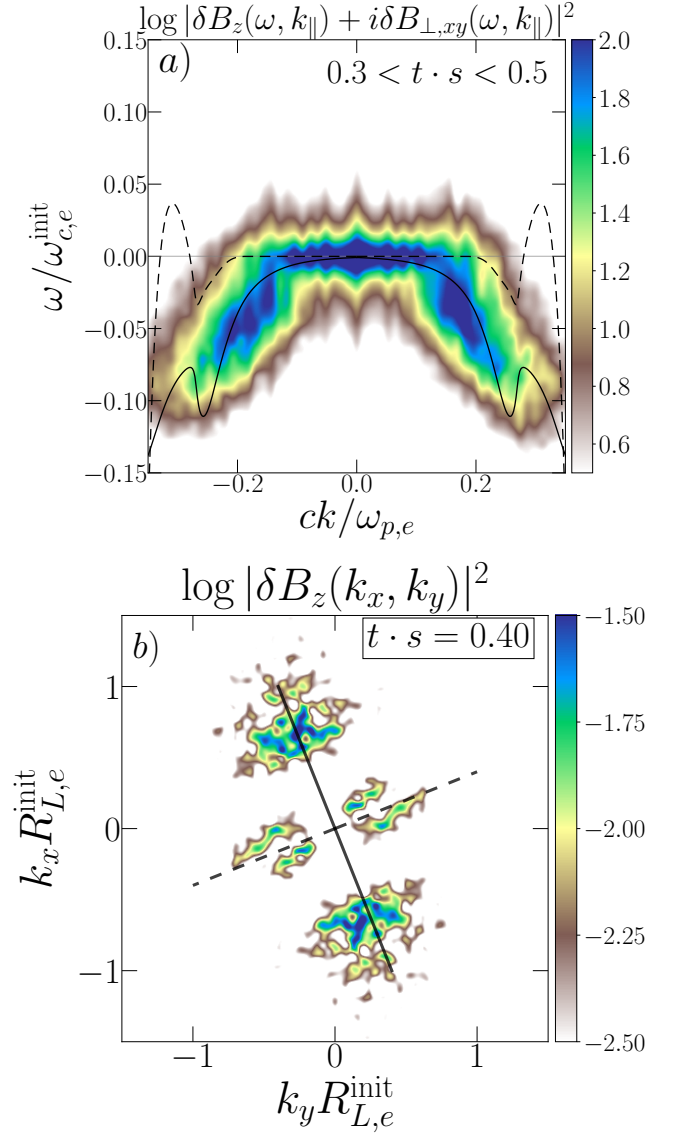 log |δB_z(ω, k_∥) + iδB_⊥,xy(ω, k_∥)|²
a)
0.3 < t · s < 0.5
0.15
0.10
0.05
0.00
−0.05
−0.10
−0.15
ω/ω_{c,e}^{init}
−0.2
0.0
0.2
ck/ω_{p,e}
2.0
1.8
1.6
1.4
1.2
1.0
0.8
0.6
log |δB_z(k_x, k_y)|²
b)
t · s = 0.40
1
0
−1
k_x R_{L,e}^{init}
−1
0
1
k_y R_{L,e}^{init}
−1.50
−1.75
−2.00
−2.25
−2.50